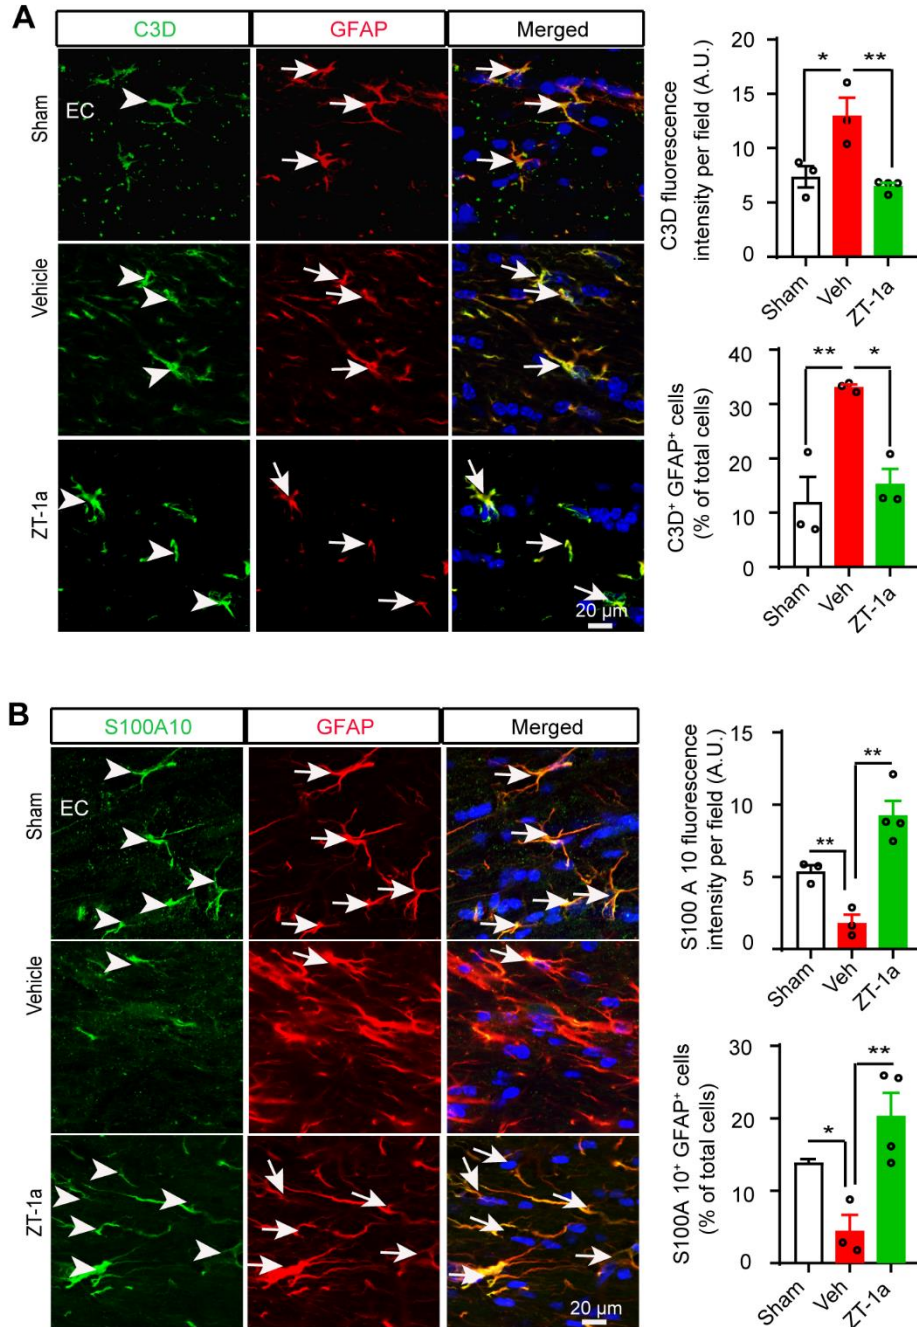 A
C3D
GFAP
Merged
Sham
EC
Vehicle
ZT-1a
20 µm
C3D fluorescence
intensity per field (A.U.)
20
15
10
5
0
*
**
Sham
Veh
ZT-1a
C3D+ GFAP+ cells
(% of total cells)
40
30
20
10
0
**
*
Sham
Veh
ZT-1a
B
S100A10
GFAP
Merged
Sham
EC
Vehicle
ZT-1a
20 µm
S100 A 10 fluorescence
intensity per field (A.U.)
15
10
5
0
**
**
Sham
Veh
ZT-1a
S100A 10+ GFAP+ cells
(% of total cells)
30
20
10
0
*
**
Sham
Veh
ZT-1a